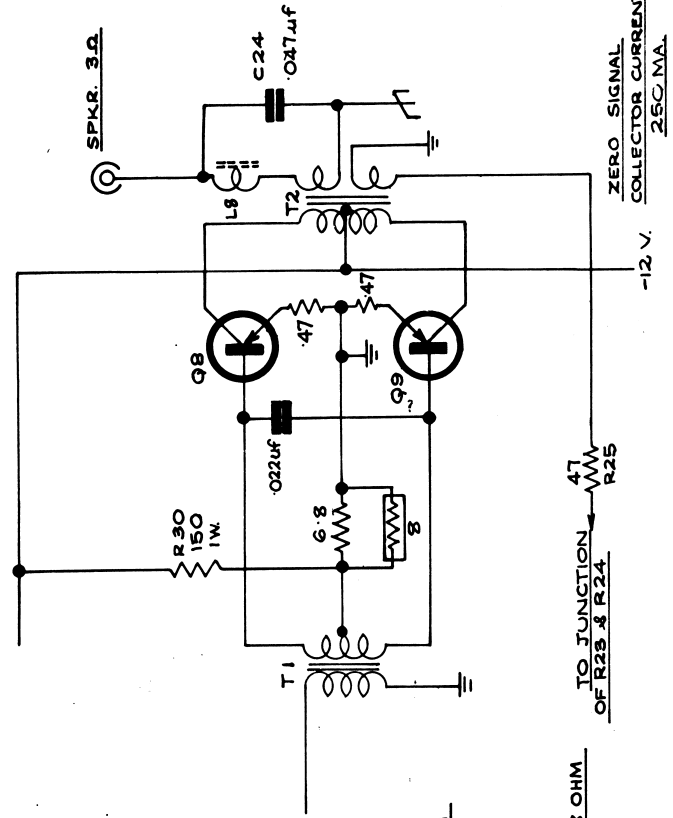 SPKR. 3Ω
C24
.047uf
L8
T2
ZERO SIGNAL
COLLECTOR CURRENT
250 MA.
-12 V.
Q8
.47
.47
Q9
?
.022uf
R30
150
1W.
6.8
8
T1
47
R25
TO JUNCTION
OF R23 & R24
OHM